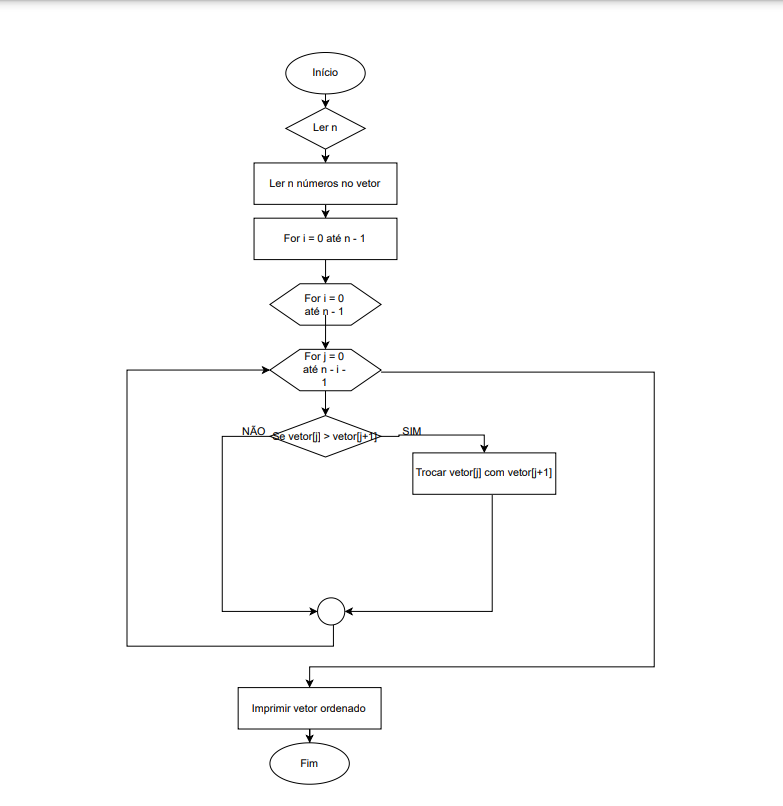 Início
Ler n
Ler n números no vetor
For i = 0 até n - 1
For i = 0
até n - 1
For j = 0
até n - i -
1
NÃO
Se vetor[j] > vetor[j+1]
SIM
Trocar vetor[j] com vetor[j+1]
Imprimir vetor ordenado
Fim